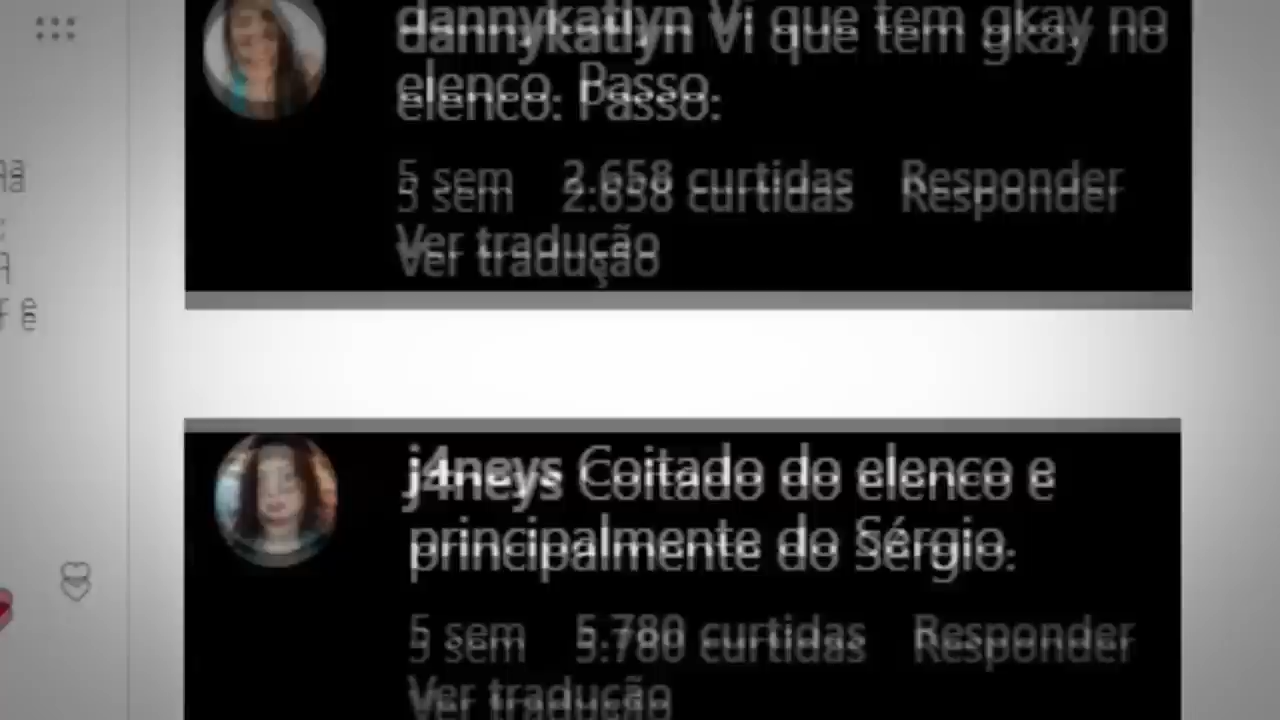 dannykatlyn Vi que tem gkay no
elenco. Passo.
5 sem 2.658 curtidas Responder
Ver tradução
j4neys Coitado do elenco e
principalmente do Sérgio.
5 sem 5.780 curtidas Responder
Ver tradução